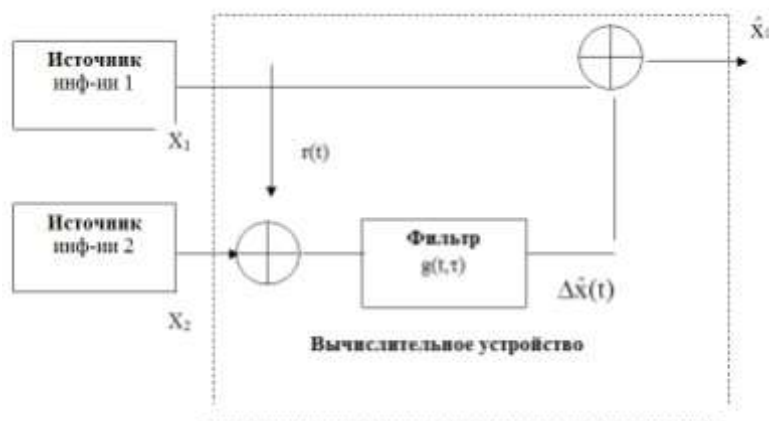 Источник
инф-ии 1
X₁
r(t)
Источник
инф-ии 2
X₂
Фильтр
g(t,τ)
Δx̂(t)
Вычислительное устройство